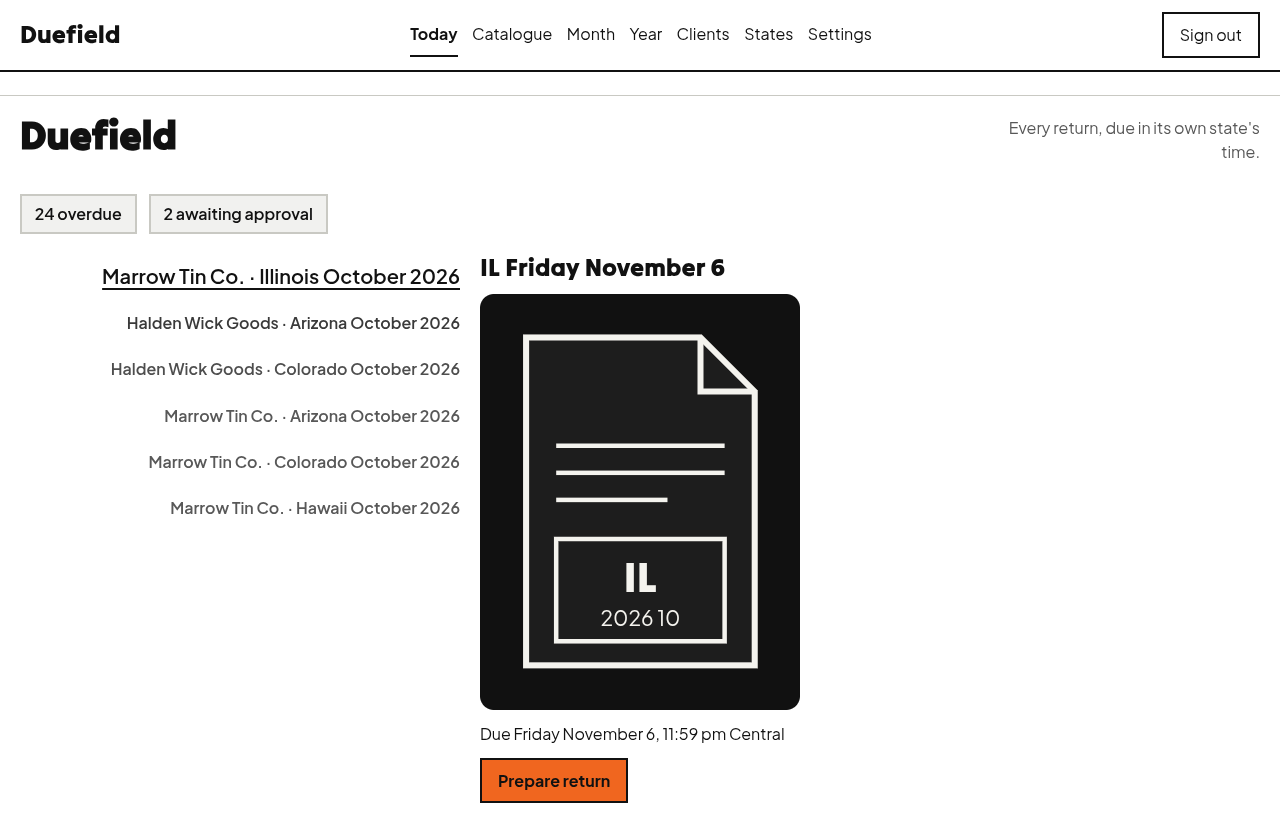 Duefield
Today Catalogue Month Year Clients States Settings
Sign out
Duefield
Every return, due in its own state's
time.
24 overdue
2 awaiting approval
Marrow Tin Co. · Illinois October 2026
Halden Wick Goods · Arizona October 2026
Halden Wick Goods · Colorado October 2026
Marrow Tin Co. · Arizona October 2026
Marrow Tin Co. · Colorado October 2026
Marrow Tin Co. · Hawaii October 2026
IL Friday November 6
IL
2026 10
Due Friday November 6, 11:59 pm Central
Prepare return